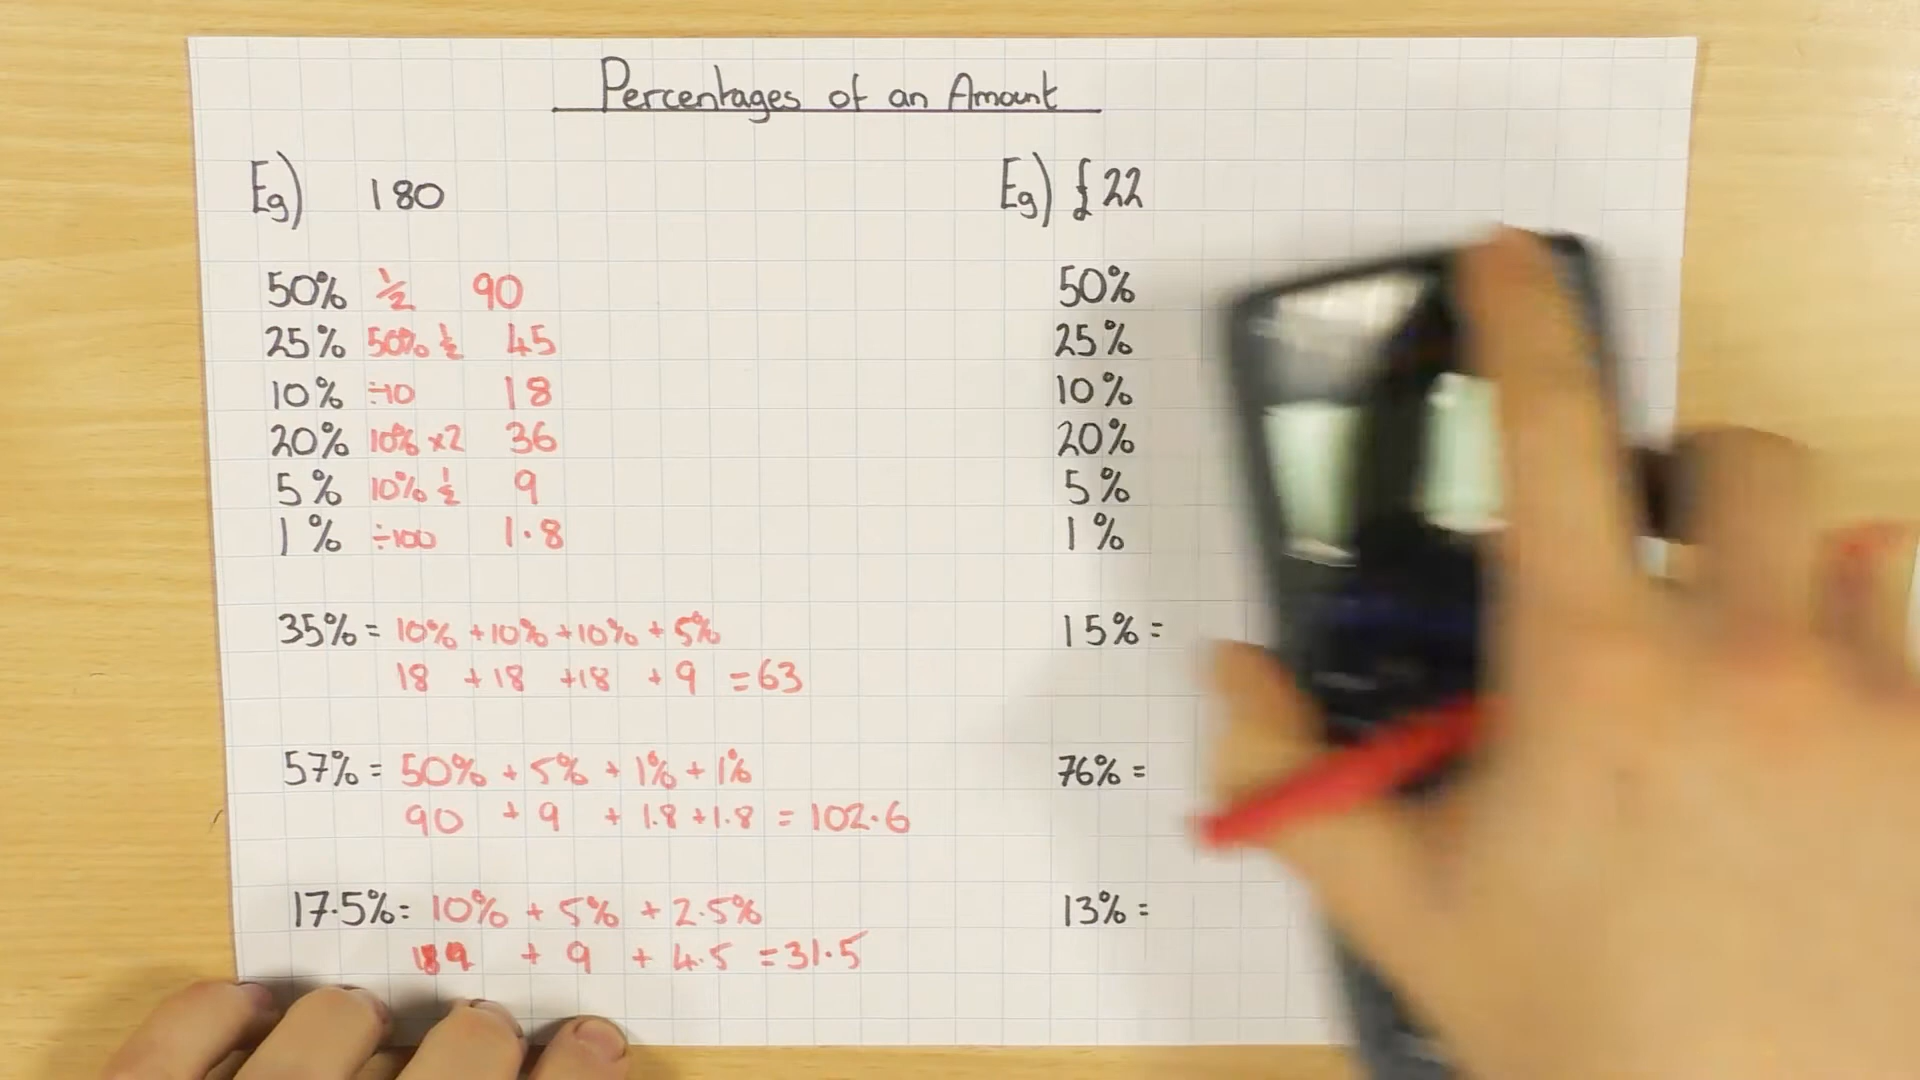 Percentages of an Amount
Eg) 180
50% ½ 90
25% 50% ½ 45
10% ÷10 18
20% 10% ×2 36
5% 10% ½ 9
1% ÷100 1.8
35% = 10% + 10% + 10% + 5%
18 + 18 + 18 + 9 = 63
57% = 50% + 5% + 1% + 1%
90 + 9 + 1.8 + 1.8 = 102.6
17.5% = 10% + 5% + 2.5%
+ 9 + 4.5 = 31.5
Eg) £22
50%
25%
10%
20%
5%
1%
15% =
76% =
13% =